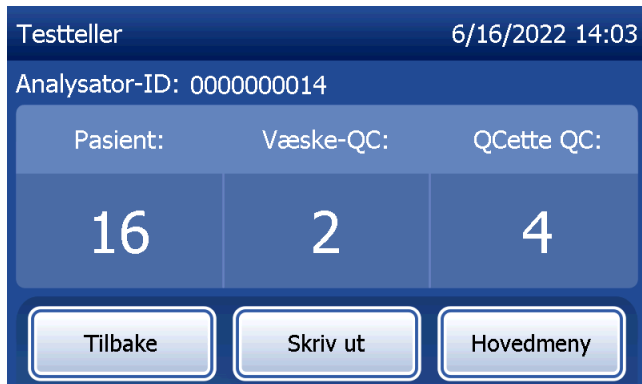 Testteller 6/16/2022 14:03
Analysator-ID: 0000000014
Pasient: Væske-QC: QCette QC:
16 2 4
Tilbake Skriv ut Hovedmeny